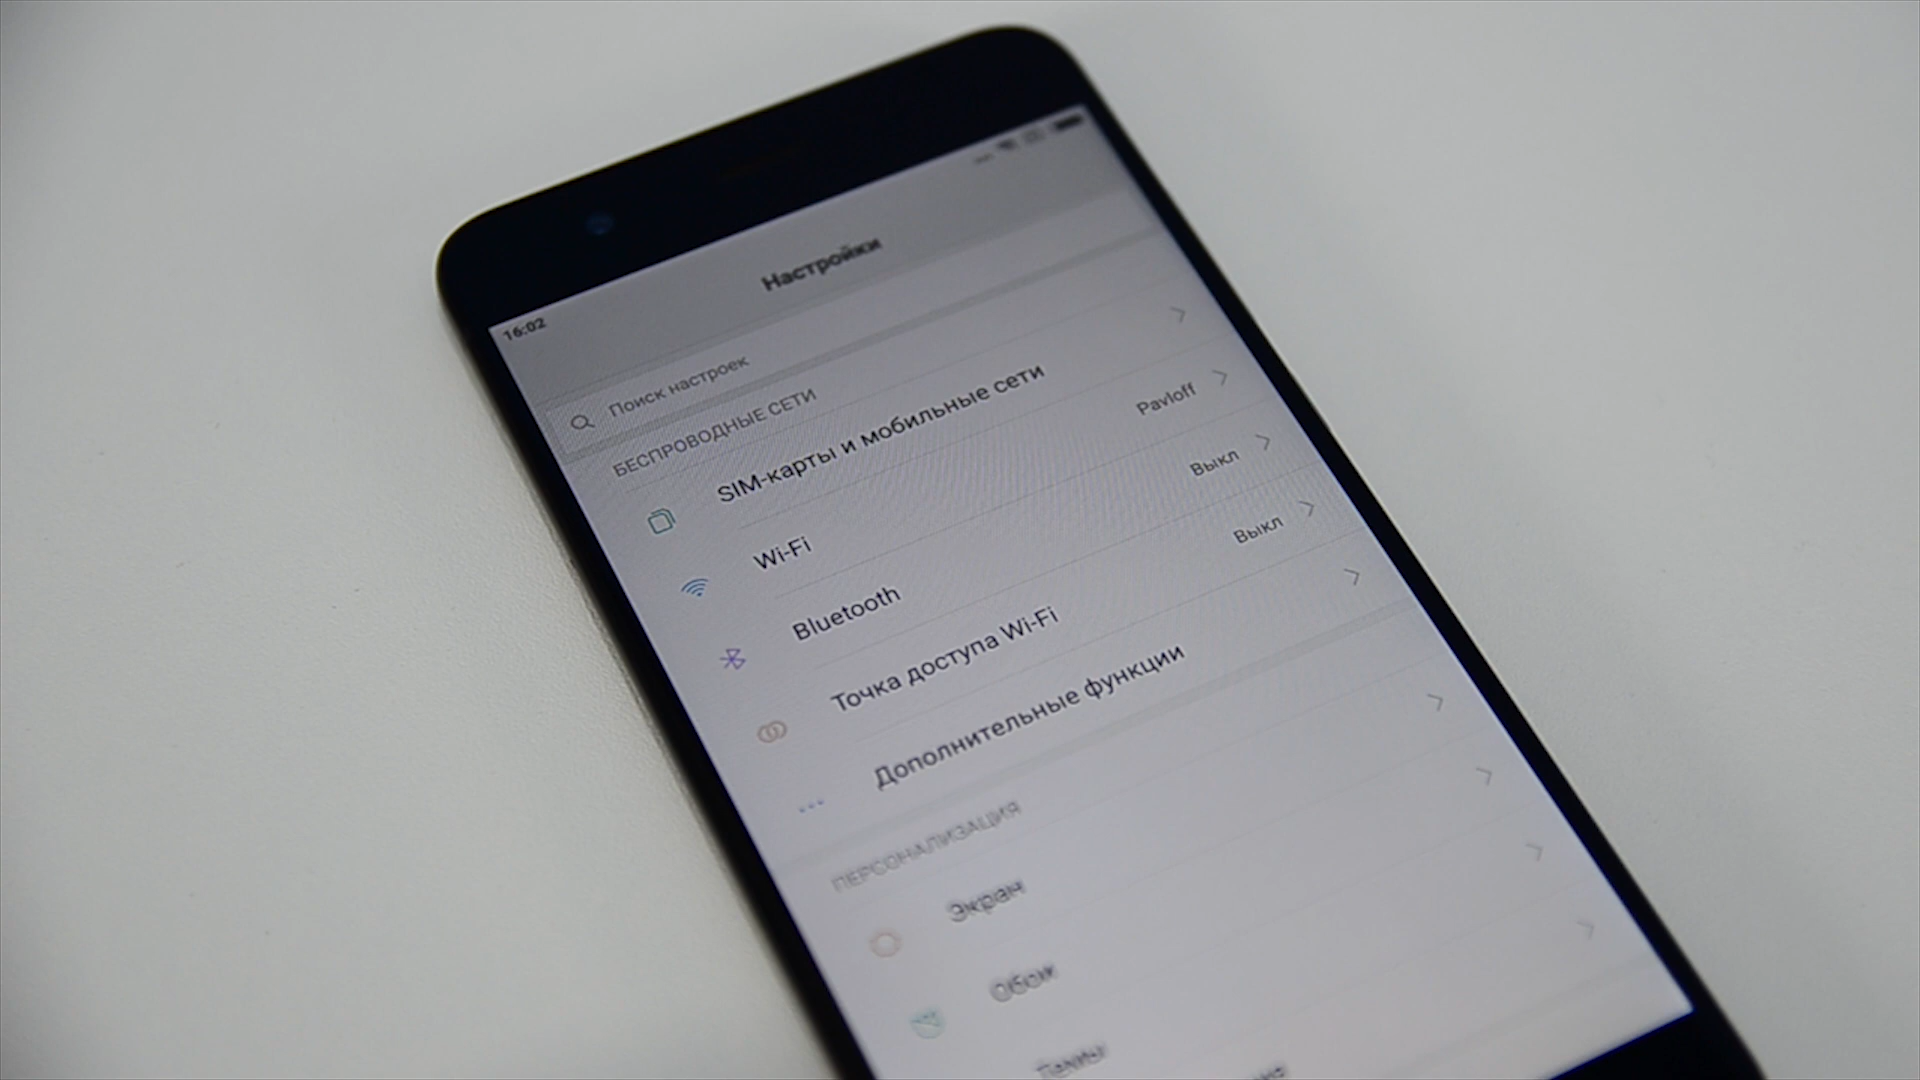 16:02
Настройки
Поиск настроек
БЕСПРОВОДНЫЕ СЕТИ
SIM-карты и мобильные сети
Wi-Fi Pavloff
Bluetooth Выкл
Точка доступа Wi-Fi Выкл
Дополнительные функции
ПЕРСОНАЛИЗАЦИЯ
Экран
Обои